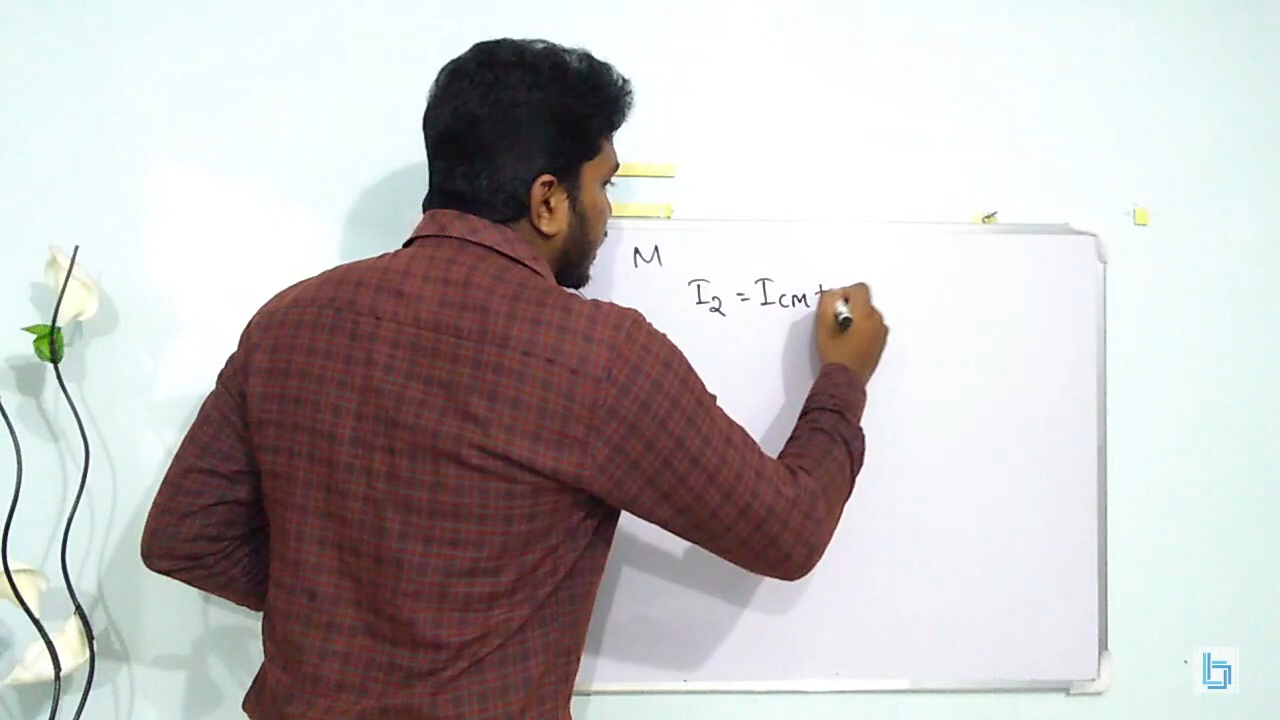 M
I₂ = I_CM +